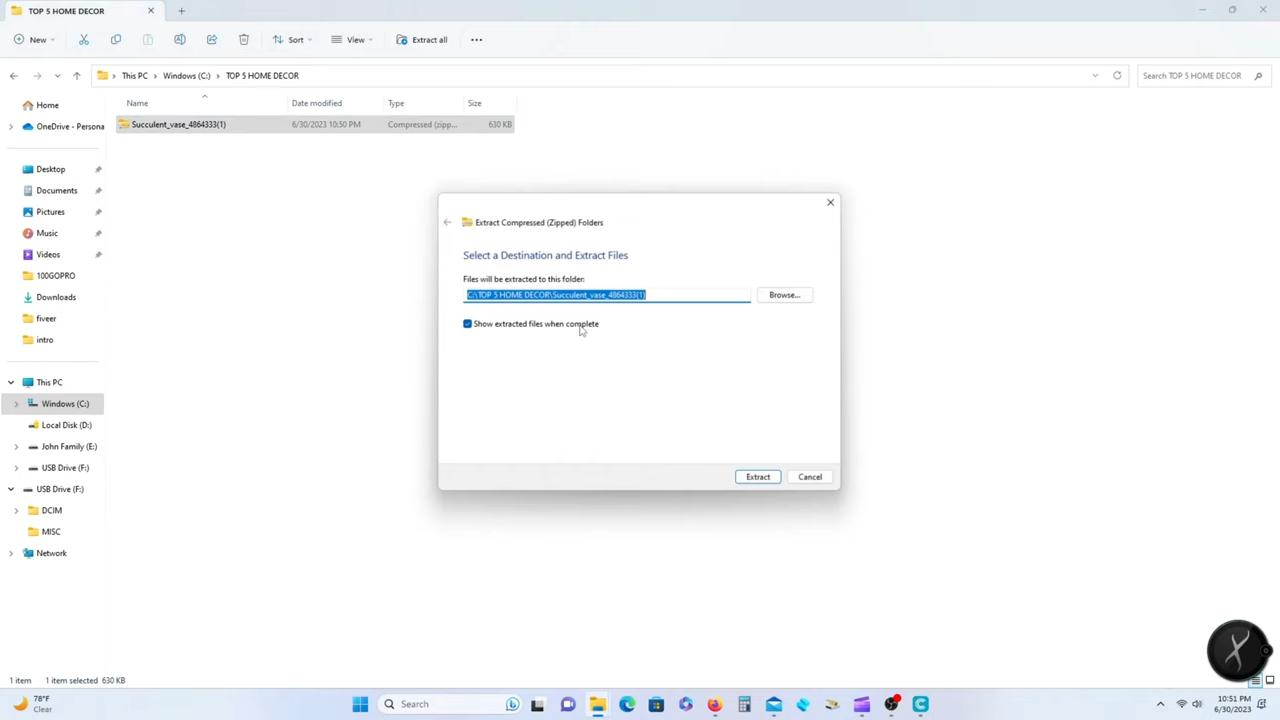 TOP 5 HOME DECOR
New
Sort
View
Extract all
This PC
Windows (C:)
TOP 5 HOME DECOR
Search TOP 5 HOME DECOR
Name
Date modified
Type
Size
Succulent_vase_4864333(1)
6/30/2023 10:50 PM
Compressed (zipp...
630 KB
Home
OneDrive - Persona
Desktop
Documents
Pictures
Music
Videos
100GOPRO
Downloads
fiveer
intro
This PC
Windows (C:)
Local Disk (D:)
John Family (E:)
USB Drive (F:)
USB Drive (F:)
DCIM
MISC
Network
Extract Compressed (Zipped) Folders
Select a Destination and Extract Files
Files will be extracted to this folder:
C:\TOP 5 HOME DECOR\Succulent_vase_4864333(1)
Browse...
Show extracted files when complete
Extract
Cancel
1 item
1 item selected 630 KB
78°F
Clear
Search
10:51 PM
6/30/2023